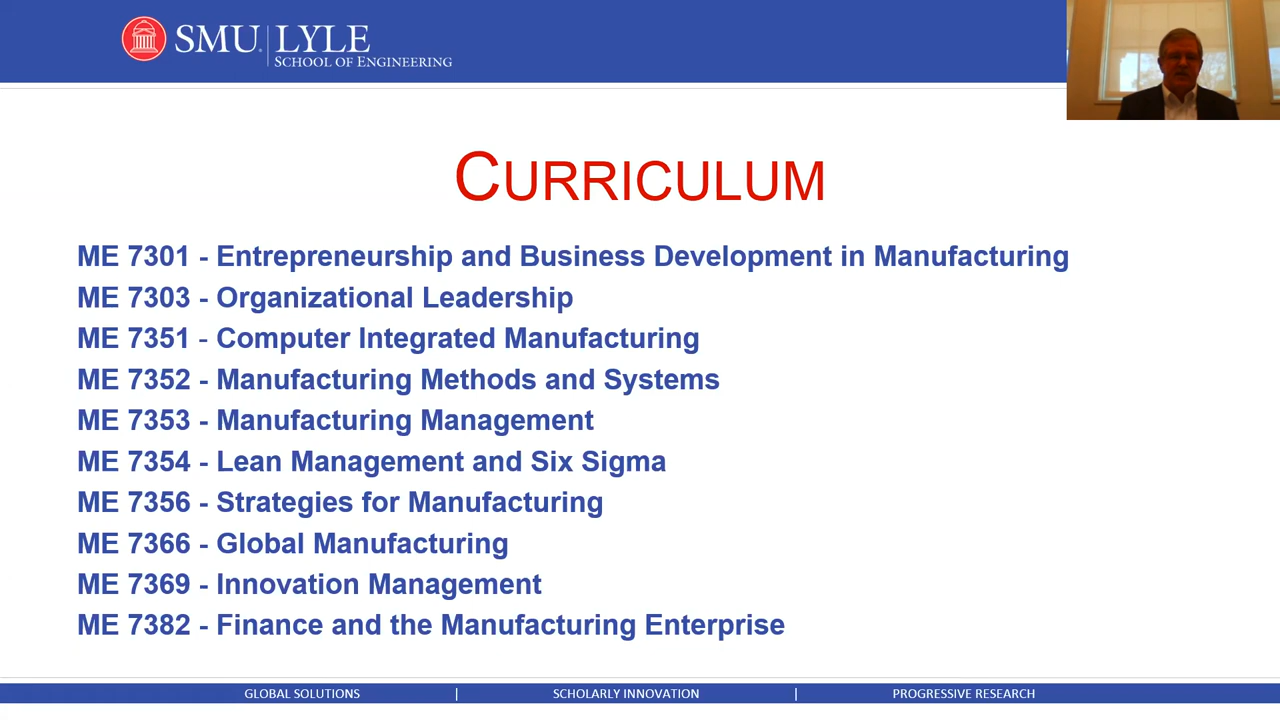 SMU LYLE
SCHOOL OF ENGINEERING
CURRICULUM
ME 7301 - Entrepreneurship and Business Development in Manufacturing
ME 7303 - Organizational Leadership
ME 7351 - Computer Integrated Manufacturing
ME 7352 - Manufacturing Methods and Systems
ME 7353 - Manufacturing Management
ME 7354 - Lean Management and Six Sigma
ME 7356 - Strategies for Manufacturing
ME 7366 - Global Manufacturing
ME 7369 - Innovation Management
ME 7382 - Finance and the Manufacturing Enterprise
GLOBAL SOLUTIONS | SCHOLARLY INNOVATION | PROGRESSIVE RESEARCH